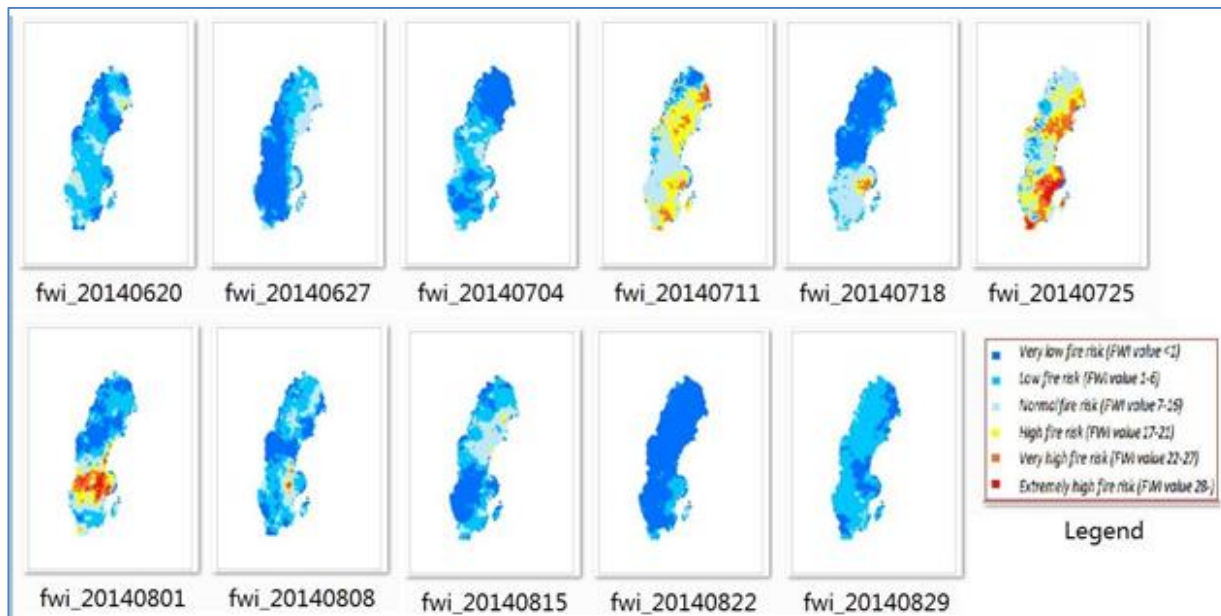 fwi_20140620
fwi_20140627
fwi_20140704
fwi_20140711
fwi_20140718
fwi_20140725
Very low fire risk (FWI value <1)
Low fire risk (FWI value 1-6)
Normal fire risk (FWI value 7-16)
High fire risk (FWI value 17-21)
Very high fire risk (FWI value 22-27)
Extremely high fire risk (FWI value 28-)
Legend
fwi_20140801
fwi_20140808
fwi_20140815
fwi_20140822
fwi_20140829